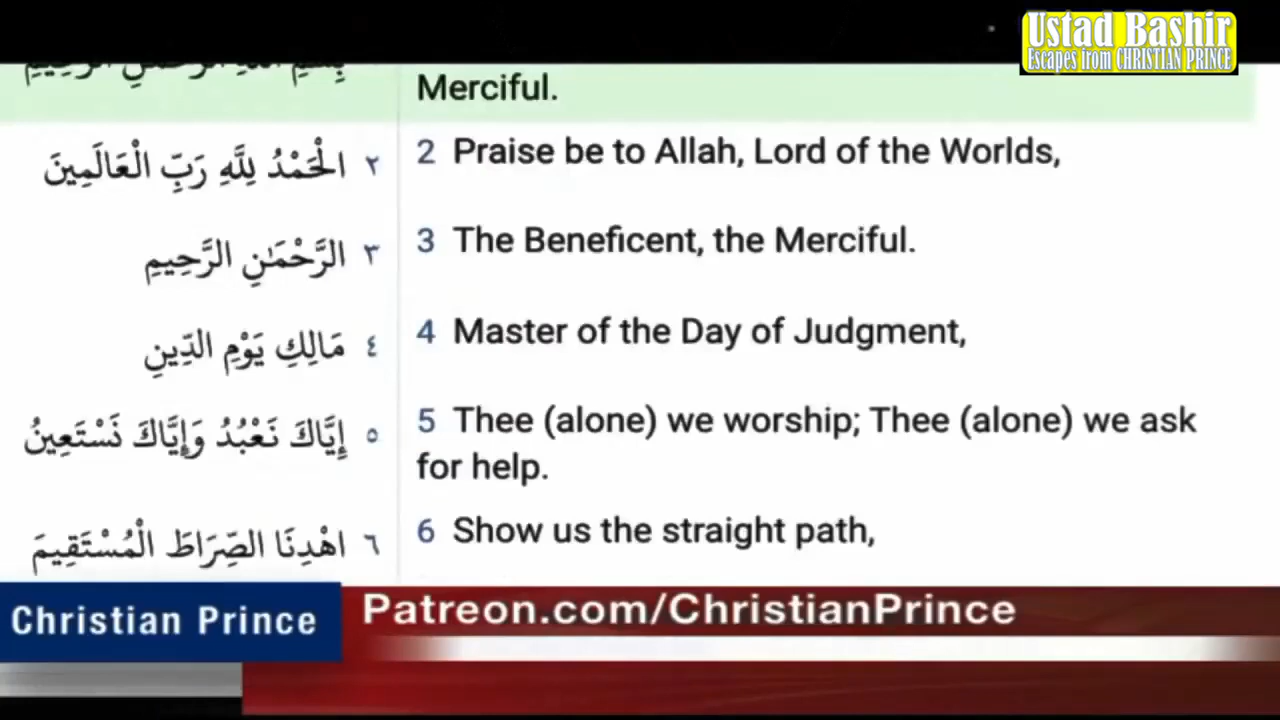 Ustad Bashir
Escapes from CHRISTIAN PRINCE
Merciful.
الْحَمْدُ لِلَّهِ رَبِّ الْعَالَمِينَ ٢
2 Praise be to Allah, Lord of the Worlds,
الرَّحْمَٰنِ الرَّحِيمِ ٣
3 The Beneficent, the Merciful.
مَالِكِ يَوْمِ الدِّينِ ٤
4 Master of the Day of Judgment,
إِيَّاكَ نَعْبُدُ وَإِيَّاكَ نَسْتَعِينُ ٥
5 Thee (alone) we worship; Thee (alone) we ask
for help.
اهْدِنَا الصِّرَاطَ الْمُسْتَقِيمَ ٦
6 Show us the straight path,
Christian Prince
Patreon.com/ChristianPrince